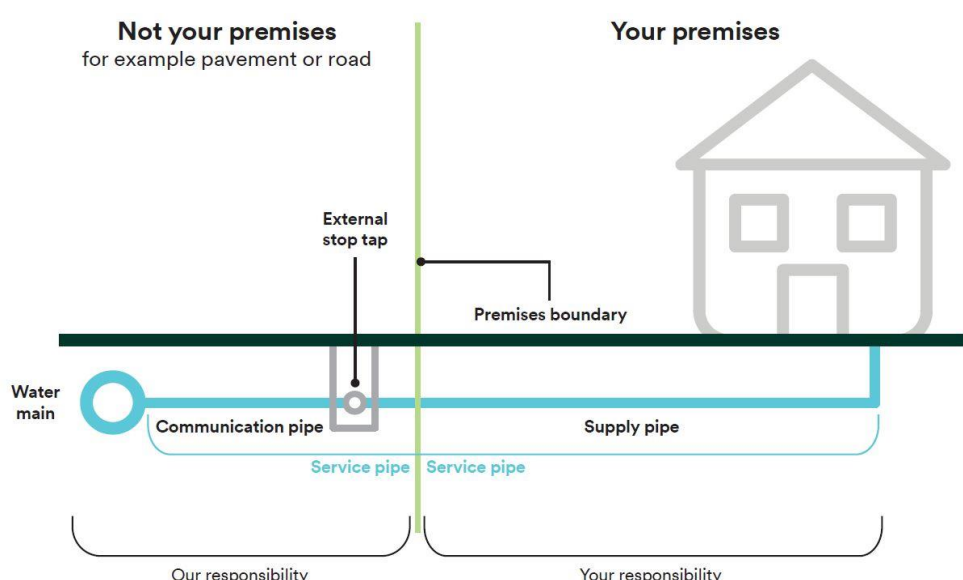 Not your premises
for example pavement or road
Your premises
External
stop tap
Premises boundary
Water
main
Communication pipe
Supply pipe
Service pipe
Service pipe
Our responsibility
Your responsibility